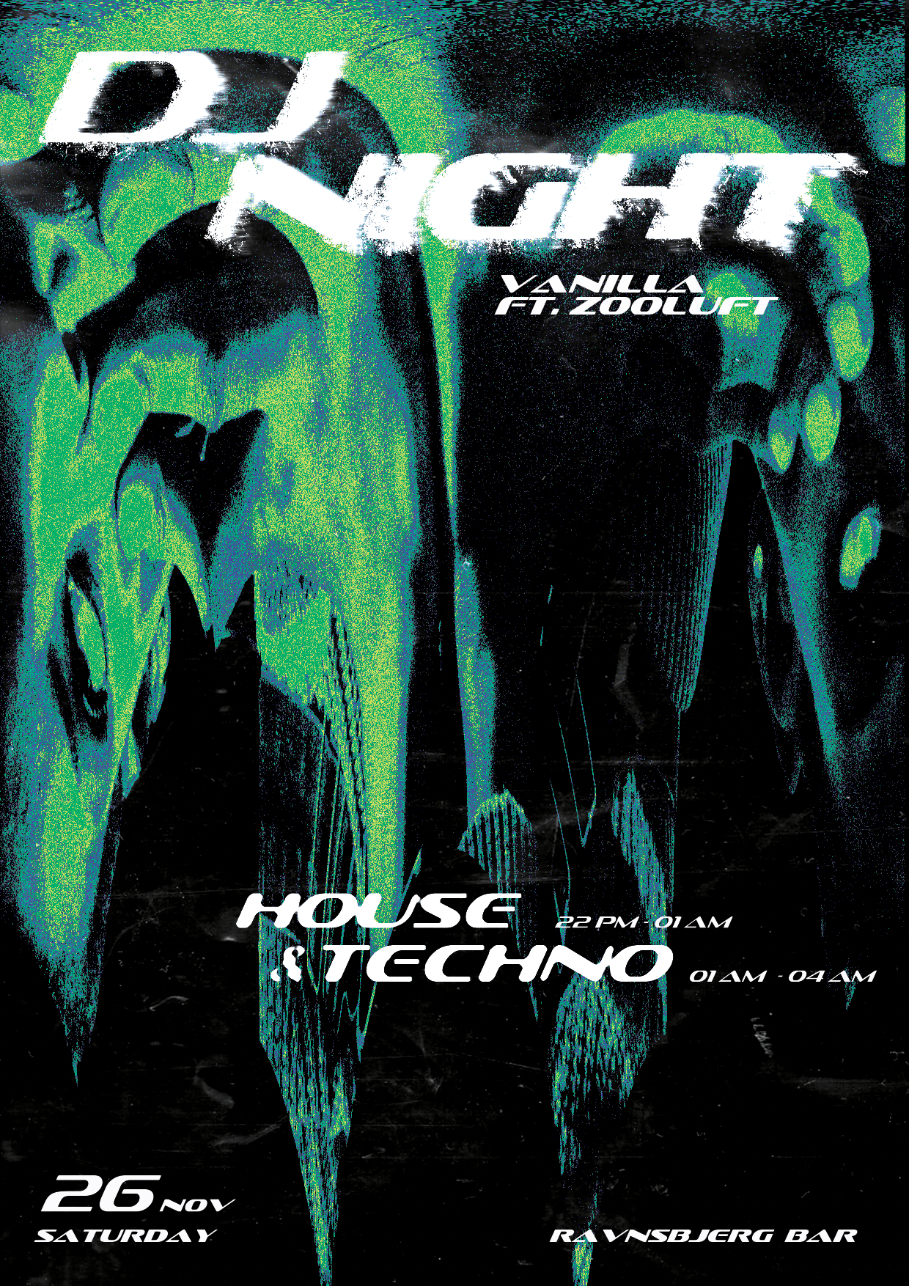 DJ
NIGHT
VANILLA
FT. ZOOLUFT
HOUSE
22 PM - 01 AM
& TECHNO
01 AM - 04 AM
26 NOV
SATURDAY
RAVNSBJERG BAR